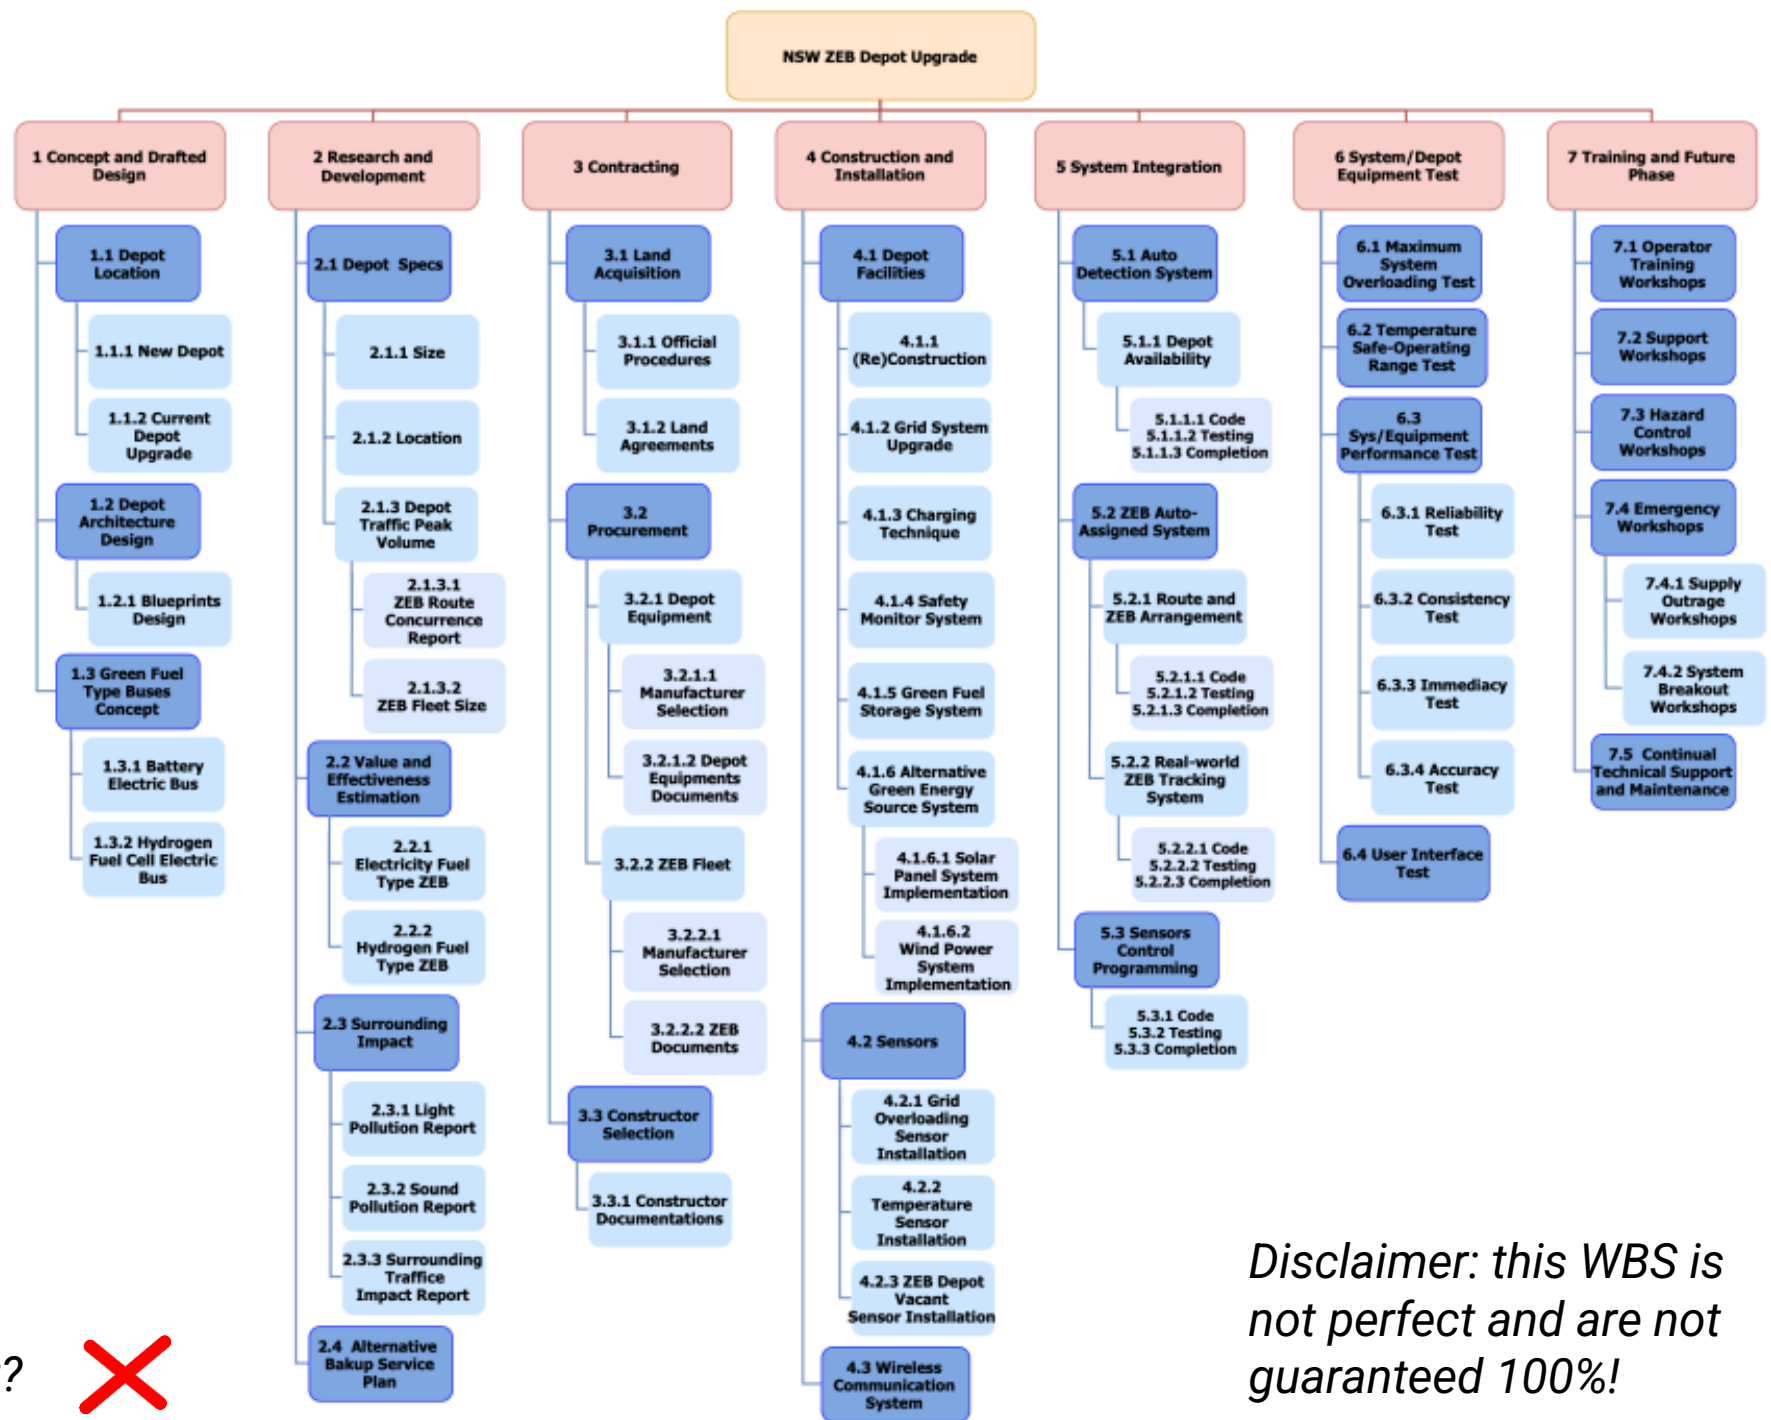 NSW ZEB Depot Upgrade
1 Concept and Drafted
Design
1.1 Depot
Location
1.1.1 New Depot
1.1.2 Current
Depot
Upgrade
1.2 Depot
Architecture
Design
1.2.1 Blueprints
Design
1.3 Green Fuel
Type Buses
Concept
1.3.1 Battery
Electric Bus
1.3.2 Hydrogen
Fuel Cell Electric
Bus
2 Research and
Development
2.1 Depot Specs
2.1.1 Size
2.1.2 Location
2.1.3 Depot
Traffic Peak
Volume
2.1.3.1
ZEB Route
Concurrence
Report
2.1.3.2
ZEB Fleet Size
2.2 Value and
Effectiveness
Estimation
2.2.1
Electricity Fuel
Type ZEB
2.2.2
Hydrogen Fuel
Type ZEB
2.3 Surrounding
Impact
2.3.1 Light
Pollution Report
2.3.2 Sound
Pollution Report
2.3.3 Surrounding
Traffice
Impact Report
2.4 Alternative
Bakup Service
Plan
3 Contracting
3.1 Land
Acquisition
3.1.1 Official
Procedures
3.1.2 Land
Agreements
3.2
Procurement
3.2.1 Depot
Equipment
3.2.1.1
Manufacturer
Selection
3.2.1.2 Depot
Equipments
Documents
3.2.2 ZEB Fleet
3.2.2.1
Manufacturer
Selection
3.2.2.2 ZEB
Documents
3.3 Constructor
Selection
3.3.1 Constructor
Documentations
4 Construction and
Installation
4.1 Depot
Facilities
4.1.1
(Re)Construction
4.1.2 Grid System
Upgrade
4.1.3 Charging
Technique
4.1.4 Safety
Monitor System
4.1.5 Green Fuel
Storage System
4.1.6 Alternative
Green Energy
Source System
4.1.6.1 Solar
Panel System
Implementation
4.1.6.2
Wind Power
System
Implementation
4.2 Sensors
4.2.1 Grid
Overloading
Sensor
Installation
4.2.2
Temperature
Sensor
Installation
4.2.3 ZEB Depot
Vacant
Sensor Installation
4.3 Wireless
Communication
System
5 System Integration
5.1 Auto
Detection System
5.1.1 Depot
Availability
5.1.1.1 Code
5.1.1.2 Testing
5.1.1.3 Completion
5.2 ZEB Auto-
Assigned System
5.2.1 Route and
ZEB Arrangement
5.2.1.1 Code
5.2.1.2 Testing
5.2.1.3 Completion
5.2.2 Real-world
ZEB Tracking
System
5.2.2.1 Code
5.2.2.2 Testing
5.2.2.3 Completion
5.3 Sensors
Control
Programming
5.3.1 Code
5.3.2 Testing
5.3.3 Completion
6 System/Depot
Equipment Test
6.1 Maximum
System
Overloading Test
6.2 Temperature
Safe-Operating
Range Test
6.3
Sys/Equipment
Performance Test
6.3.1 Reliability
Test
6.3.2 Consistency
Test
6.3.3 Immediacy
Test
6.3.4 Accuracy
Test
6.4 User Interface
Test
7 Training and Future
Phase
7.1 Operator
Training
Workshops
7.2 Support
Workshops
7.3 Hazard
Control
Workshops
7.4 Emergency
Workshops
7.4.1 Supply
Outrage
Workshops
7.4.2 System
Breakout
Workshops
7.5 Continual
Technical Support
and Maintenance
?
Disclaimer: this WBS is
not perfect and are not
guaranteed 100%!